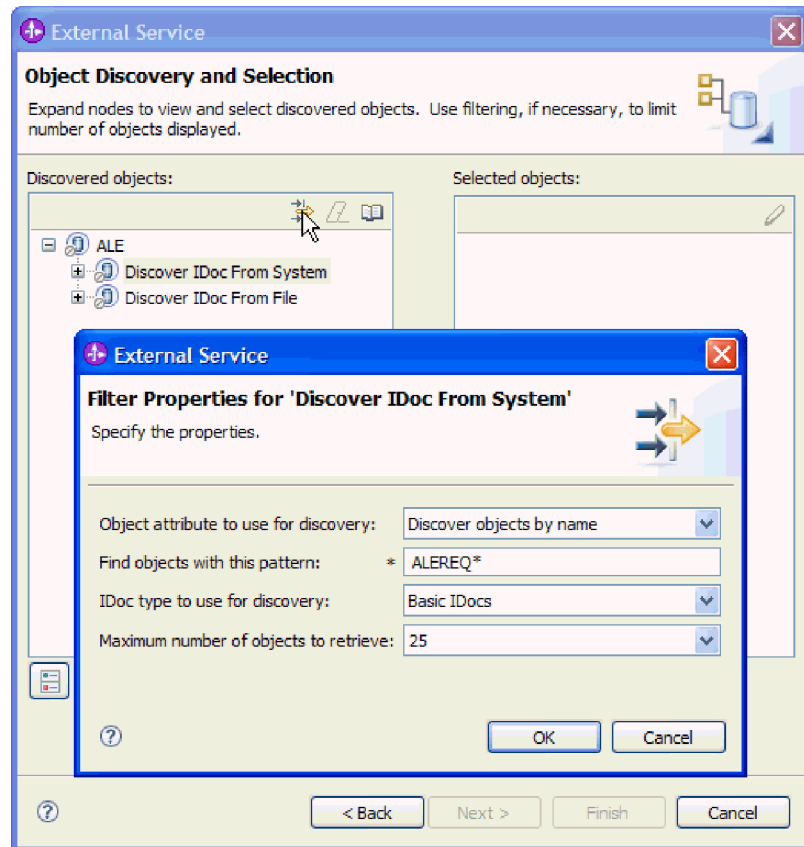 External Service
Object Discovery and Selection
Expand nodes to view and select discovered objects. Use filtering, if necessary, to limit
number of objects displayed.
Discovered objects:
Selected objects:
ALE
Discover IDoc From System
Discover IDoc From File
External Service
Filter Properties for 'Discover IDoc From System'
Specify the properties.
Object attribute to use for discovery: Discover objects by name
Find objects with this pattern: * ALEREQ*
IDoc type to use for discovery: Basic IDocs
Maximum number of objects to retrieve: 25
OK Cancel
< Back Next > Finish Cancel